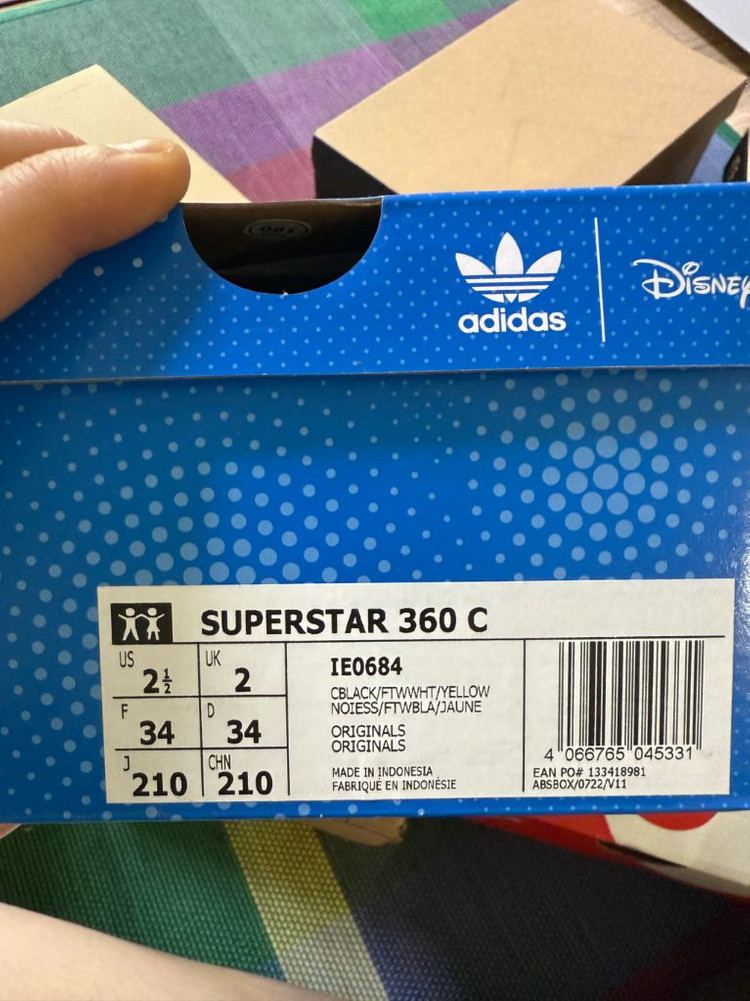 adidas
Disney
SUPERSTAR 360 C
US 2½
UK 2
F 34
D 34
J 210
CHN 210
IE0684
CBLACK/FTWWHT/YELLOW
NOIESS/FTWBLA/JAUNE
ORIGINALS
ORIGINALS
MADE IN INDONESIA
FABRIQUÉ EN INDONÉSIE
4 066765 045331
EAN PO# 133418981
ABSBOX/0722/V11